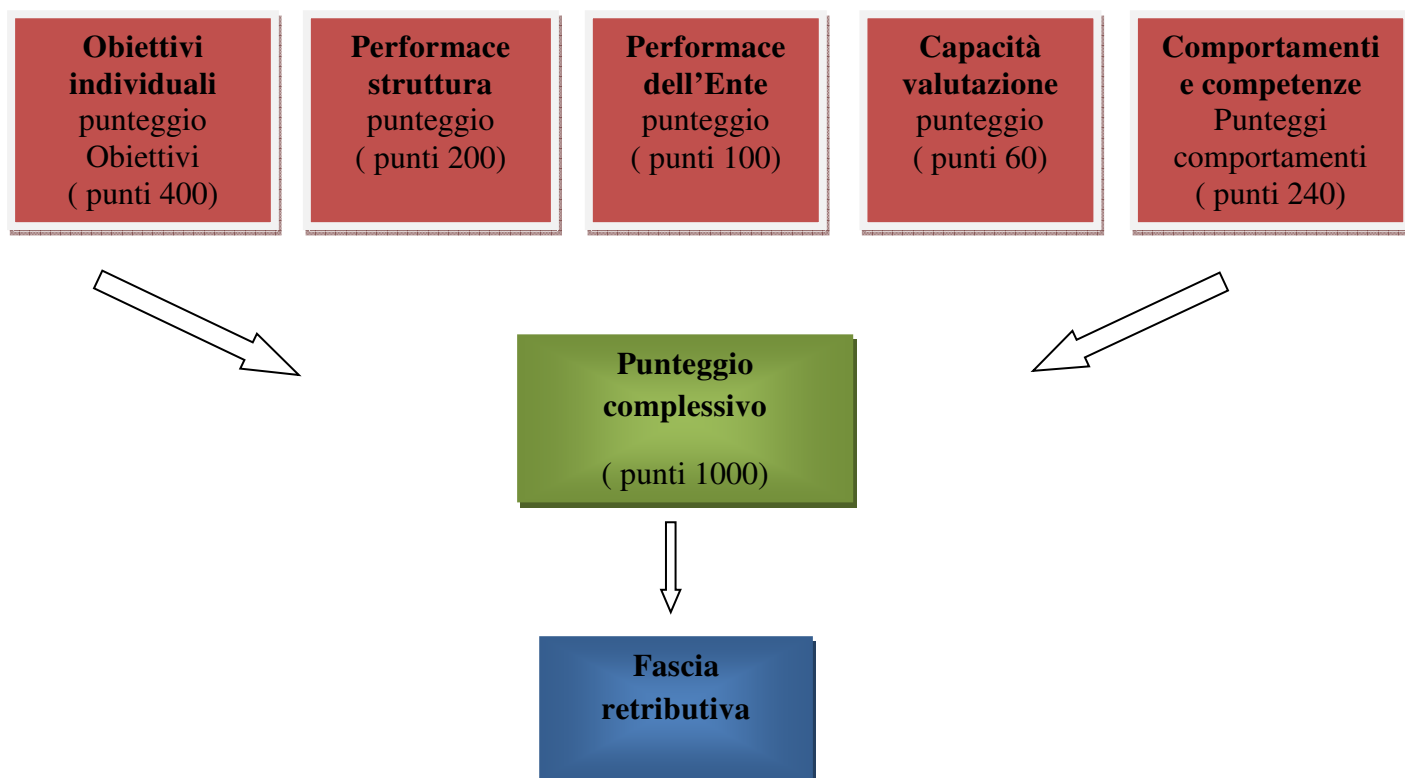 Obiettivi
individuali
punteggio
Obiettivi
( punti 400)
Performace
struttura
punteggio
( punti 200)
Performace
dell’Ente
punteggio
( punti 100)
Capacità
valutazione
punteggio
( punti 60)
Comportamenti
e competenze
Punteggi
comportamenti
( punti 240)
Punteggio
complessivo
( punti 1000)
Fascia
retributiva